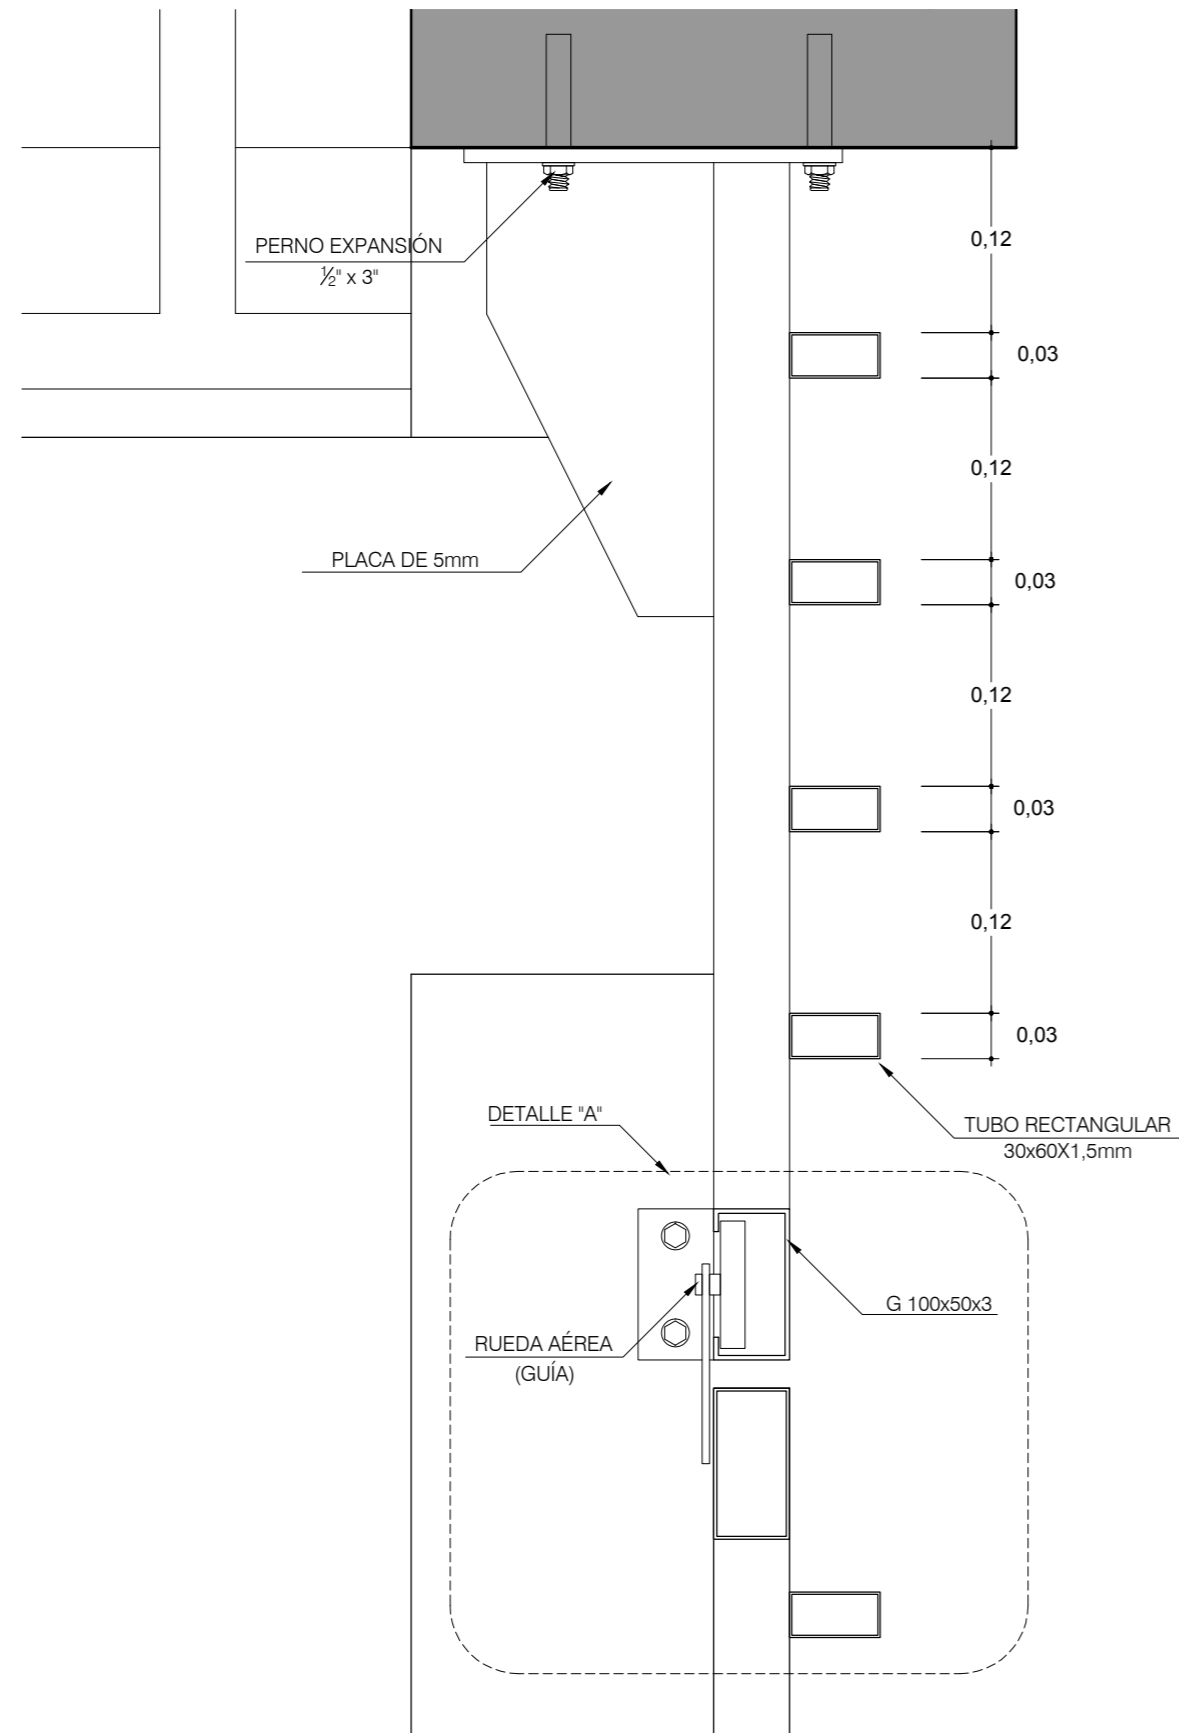 0,12
PERNO EXPANSIÓN
½" x 3"
0,03
0,12
PLACA DE 5mm
0,03
0,12
0,03
0,12
0,03
DETALLE "A"
TUBO RECTANGULAR
30x60X1,5mm
G 100x50x3
RUEDA AÉREA
(GUÍA)